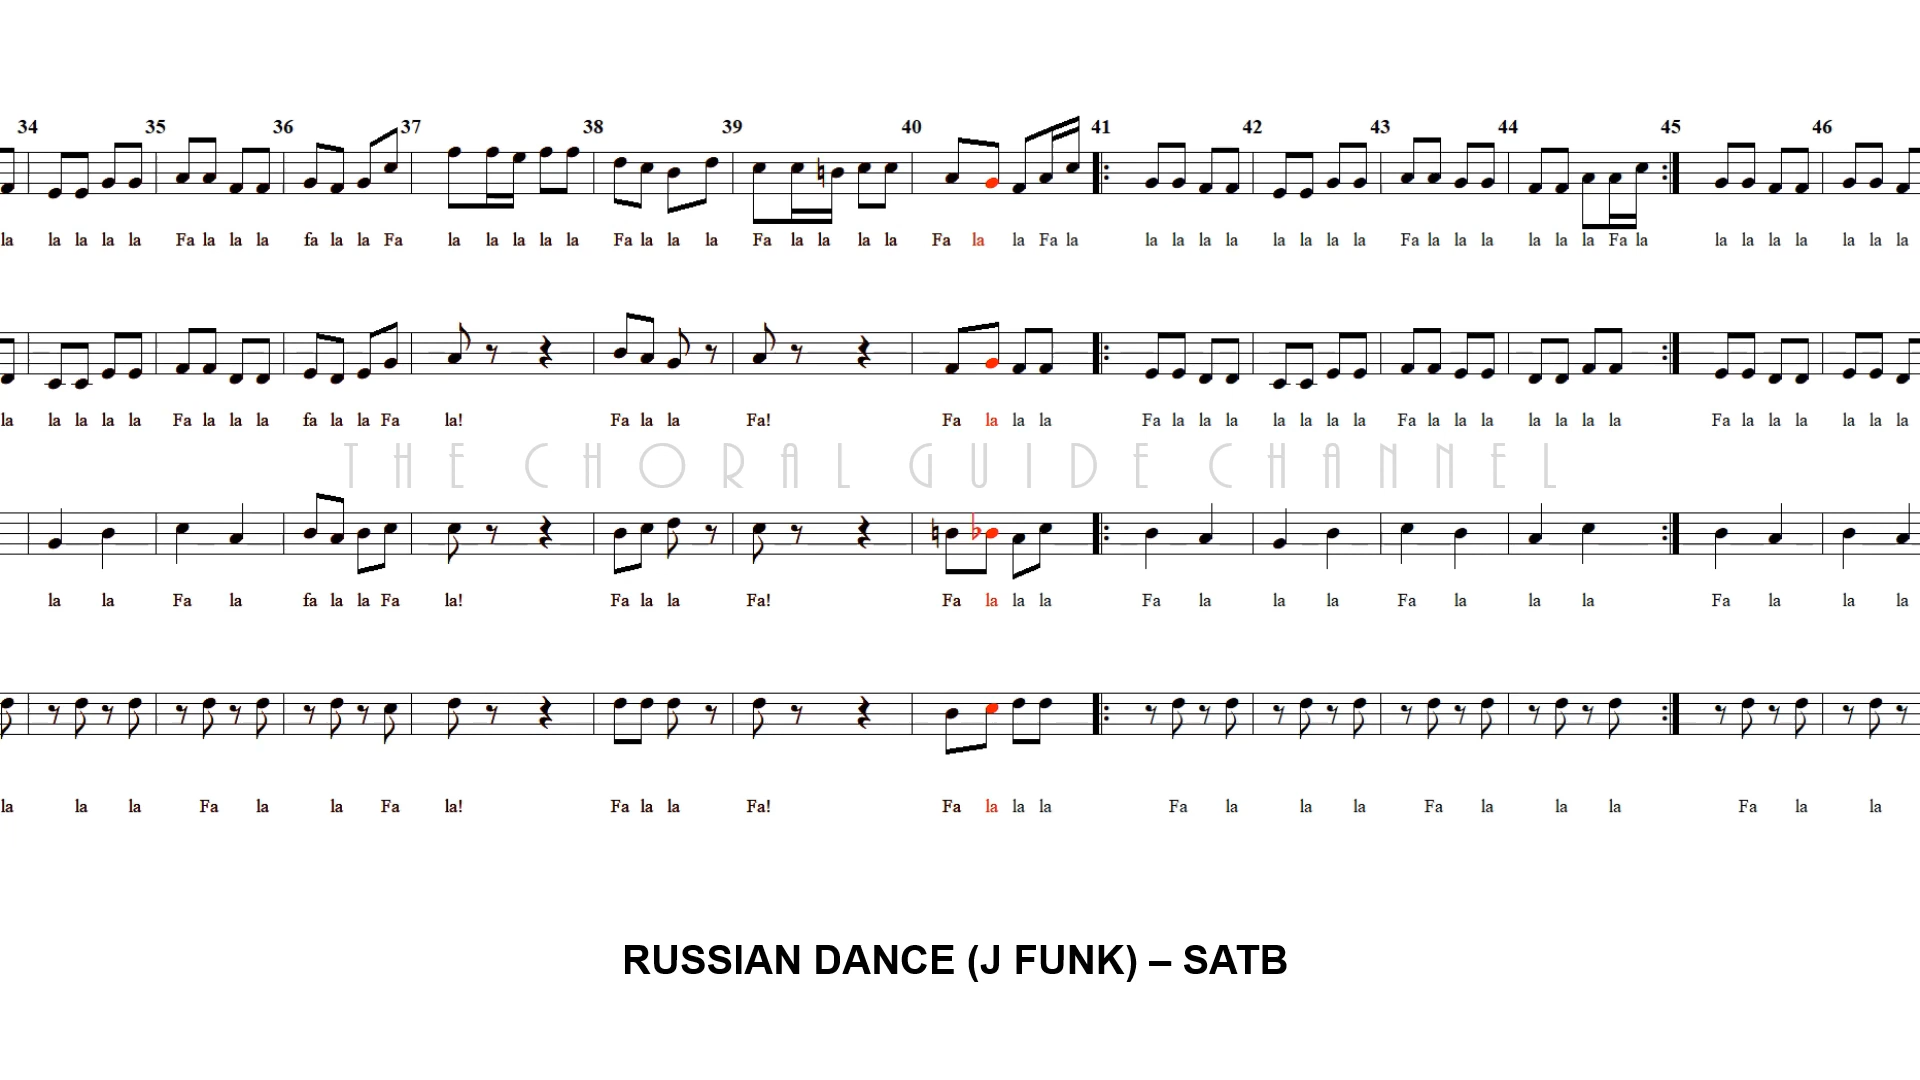 34 35 36 37 38 39 40 41 42 43 44 45 46
la la la la la Fa la la la fa la la Fa la la la la la Fa la la la Fa la la la la Fa la la Fa la la la la la la la la la Fa la la la la la la Fa la la la la la la la la
la la la la la Fa la la la fa la la Fa la! Fa la la Fa! Fa la la la Fa la la la la la la la Fa la la la la la la la Fa la la la la la la
THE CHORAL GUIDE CHANNEL
la la Fa la fa la la Fa la! Fa la la Fa! Fa la la la Fa la la la Fa la la la Fa la la la
la la la Fa la la Fa la! Fa la la Fa! Fa la la la Fa la la la Fa la la la Fa la la
RUSSIAN DANCE (J FUNK) – SATB